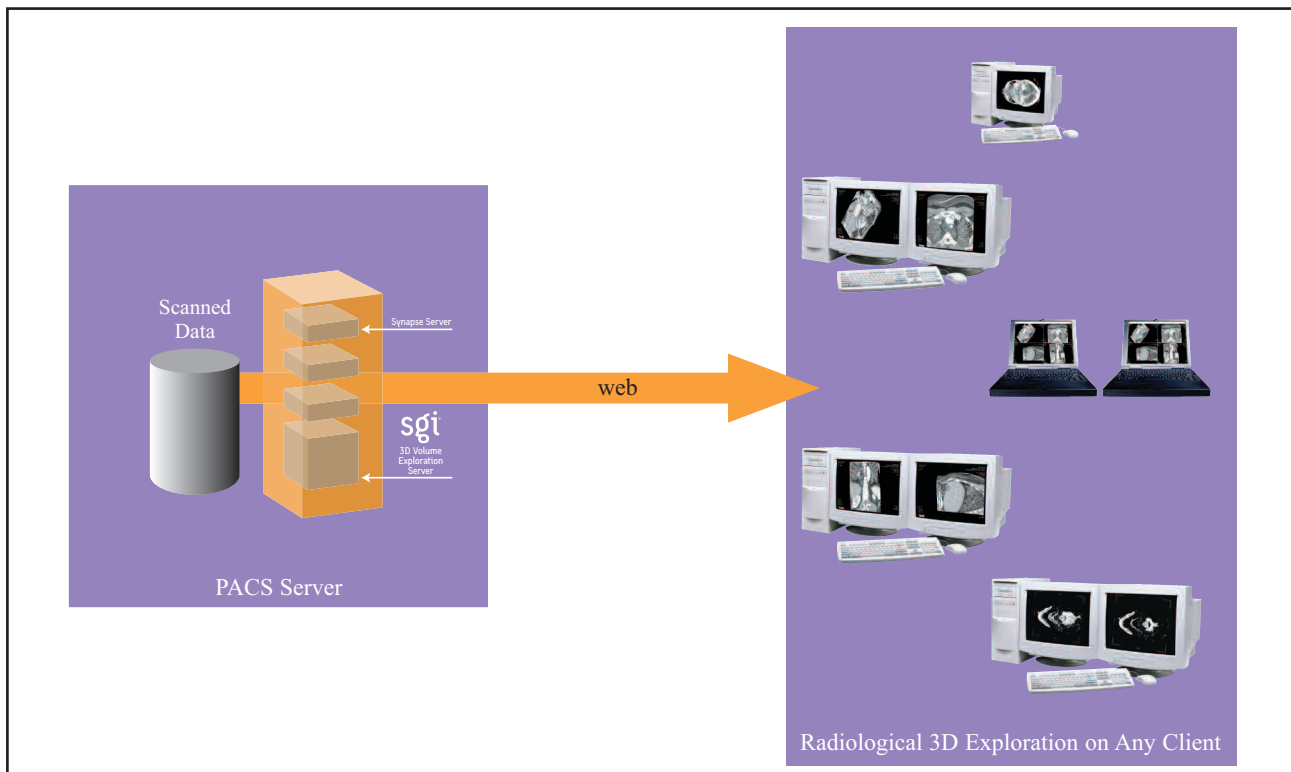 Scanned
Data
Synapse Server
sgi
3D Volume
Exploration
Server
PACS Server
web
Radiological 3D Exploration on Any Client